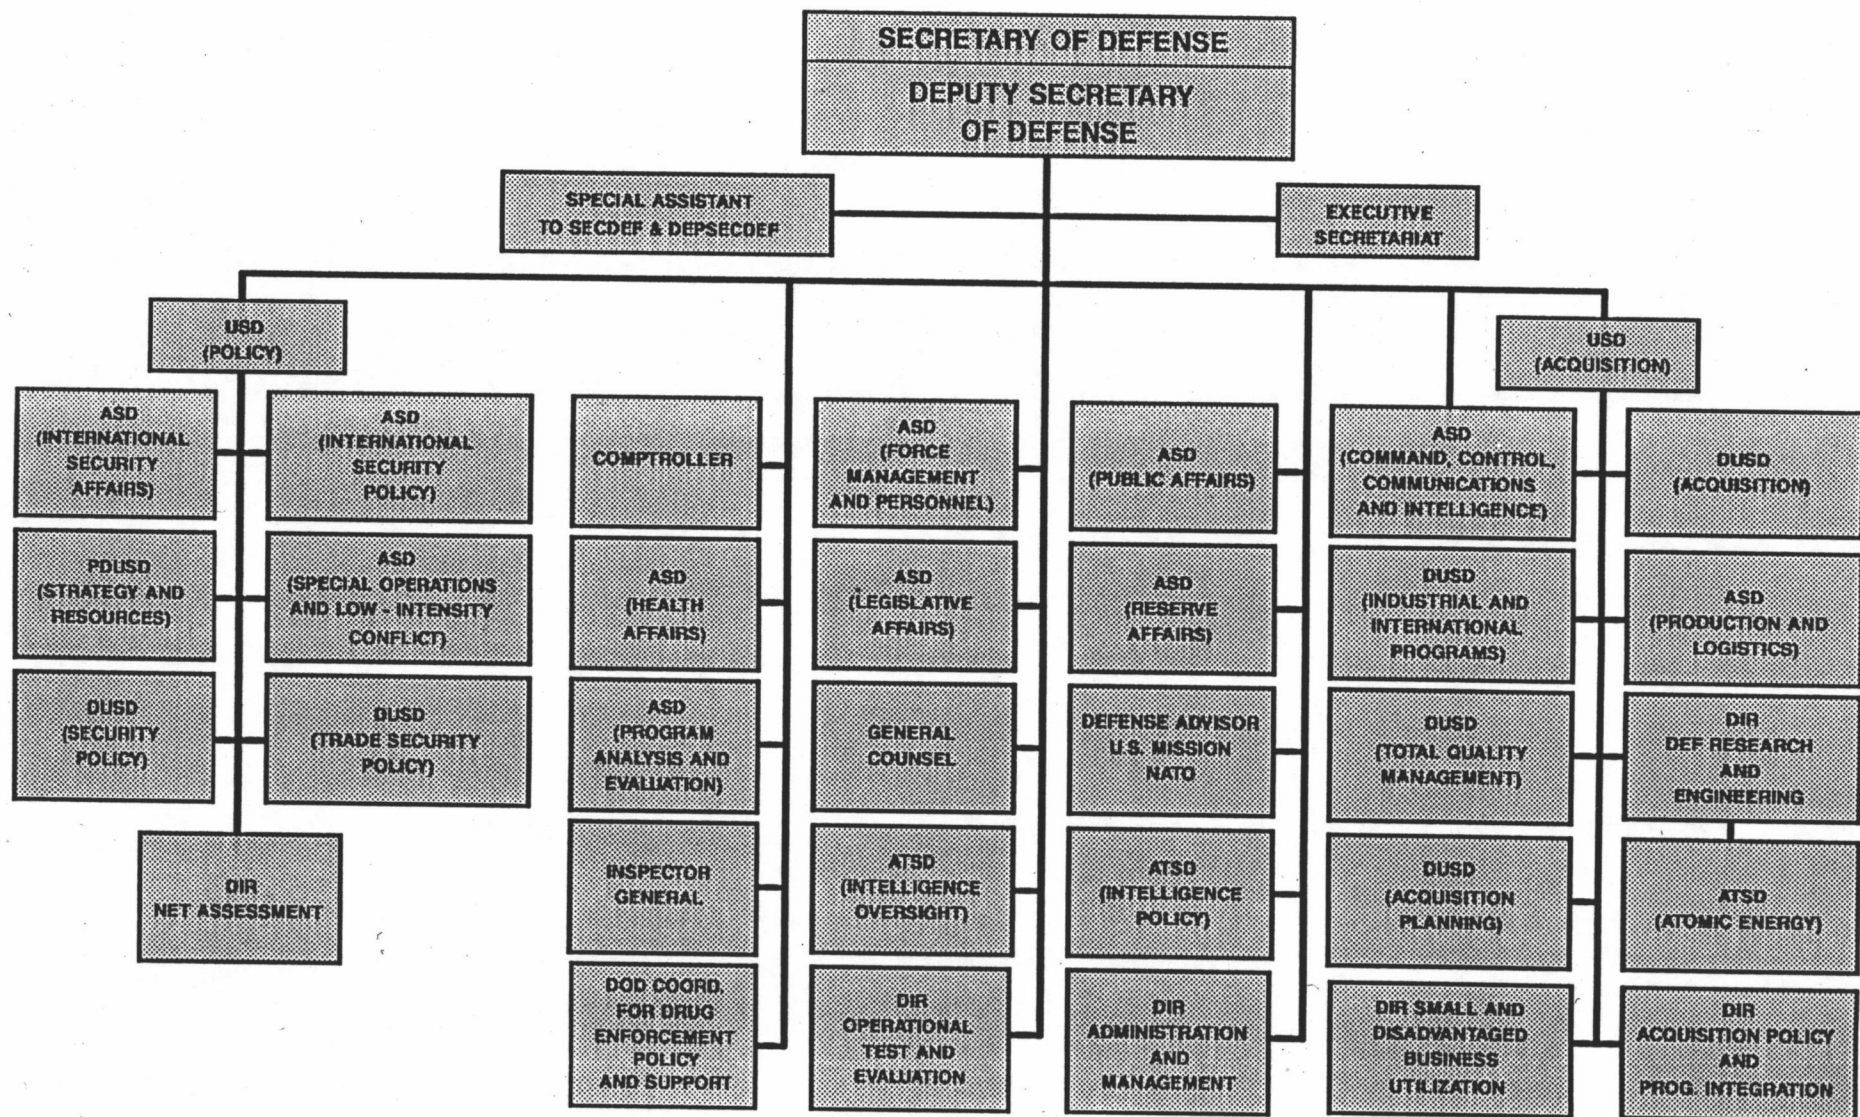 SECRETARY OF DEFENSE
DEPUTY SECRETARY
OF DEFENSE
SPECIAL ASSISTANT
TO SECDEF & DEPSECDEF
EXECUTIVE
SECRETARIAT
USD
(POLICY)
USD
(ACQUISITION)
ASD
(INTERNATIONAL
SECURITY
AFFAIRS)
ASD
(INTERNATIONAL
SECURITY
POLICY)
COMPTROLLER
ASD
(FORCE
MANAGEMENT
AND PERSONNEL)
ASD
(PUBLIC AFFAIRS)
ASD
(COMMAND, CONTROL,
COMMUNICATIONS
AND INTELLIGENCE)
DUSD
(ACQUISITION)
PDUSD
(STRATEGY AND
RESOURCES)
ASD
(SPECIAL OPERATIONS
AND LOW - INTENSITY
CONFLICT)
ASD
(HEALTH
AFFAIRS)
ASD
(LEGISLATIVE
AFFAIRS)
ASD
(RESERVE
AFFAIRS)
DUSD
(INDUSTRIAL AND
INTERNATIONAL
PROGRAMS)
ASD
(PRODUCTION AND
LOGISTICS)
DUSD
(SECURITY
POLICY)
DUSD
(TRADE SECURITY
POLICY)
ASD
(PROGRAM
ANALYSIS AND
EVALUATION)
GENERAL
COUNSEL
DEFENSE ADVISOR
U.S. MISSION
NATO
DUSD
(TOTAL QUALITY
MANAGEMENT)
DIR
DEF RESEARCH
AND
ENGINEERING
DIR
NET ASSESSMENT
INSPECTOR
GENERAL
ATSD
(INTELLIGENCE
OVERSIGHT)
ATSD
(INTELLIGENCE
POLICY)
DUSD
(ACQUISITION
PLANNING)
ATSD
(ATOMIC ENERGY)
DOD COORD.
FOR DRUG
ENFORCEMENT
POLICY
AND SUPPORT
DIR
OPERATIONAL
TEST AND
EVALUATION
DIR
ADMINISTRATION
AND
MANAGEMENT
DIR SMALL AND
DISADVANTAGED
BUSINESS
UTILIZATION
DIR
ACQUISITION POLICY
AND
PROG. INTEGRATION